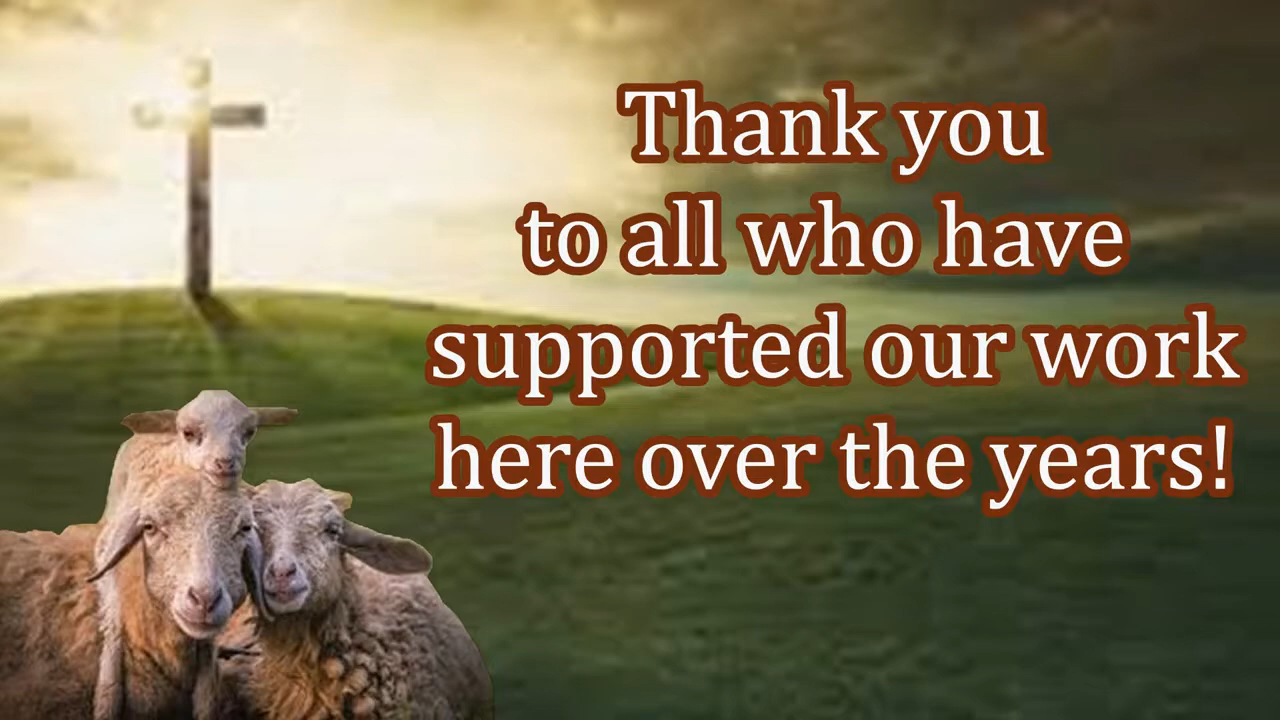 Thank you
to all who have
supported our work
here over the years!